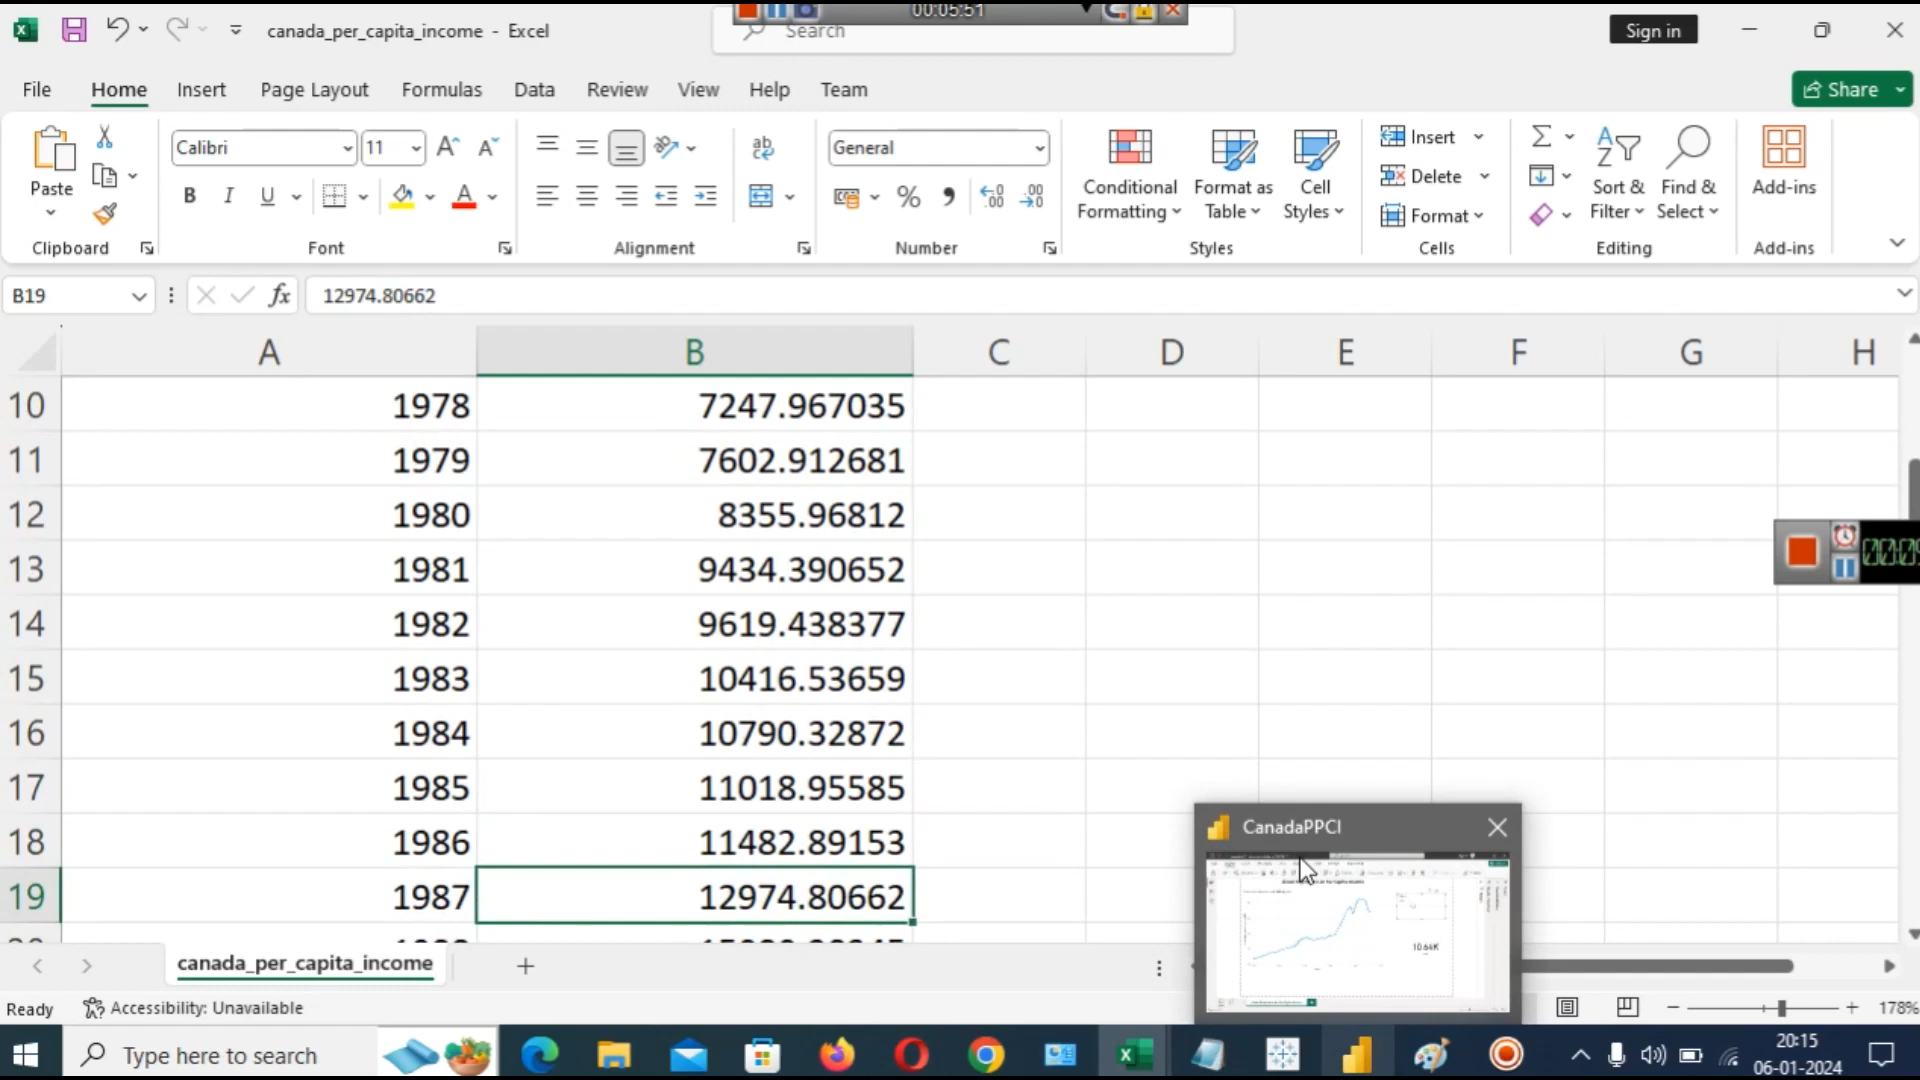 00:05:51
canada_per_capita_income - Excel
Search
Sign in
File Home Insert Page Layout Formulas Data Review View Help Team
Share
Paste
Calibri 11
B I U
ab
General
Conditional Formatting
Format as Table
Cell Styles
Insert
Delete
Format
Sort & Filter
Find & Select
Add-ins
Clipboard Font Alignment Number Styles Cells Editing Add-ins
B19 fx 12974.80662
A B C D E F G H
10 1978 7247.967035
11 1979 7602.912681
12 1980 8355.96812
13 1981 9434.390652
14 1982 9619.438377
15 1983 10416.53659
16 1984 10790.32872
17 1985 11018.95585
18 1986 11482.89153
19 1987 12974.80662
CanadaPPCI
10.64K
canada_per_capita_income
Ready Accessibility: Unavailable 178%
Type here to search
20:15
06-01-2024